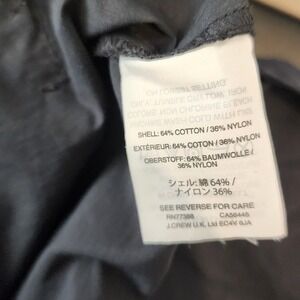 SHELL: 64% COTTON / 36% NYLON
EXTÉRIEUR: 64% COTON / 36% NYLON
OBERSTOFF: 64% BAUMWOLLE /
36% NYLON
シェル: 綿 64% /
ナイロン 36%
SEE REVERSE FOR CARE
RN77388 CA56445
J.CREW U.K. Ltd EC4V 6JA